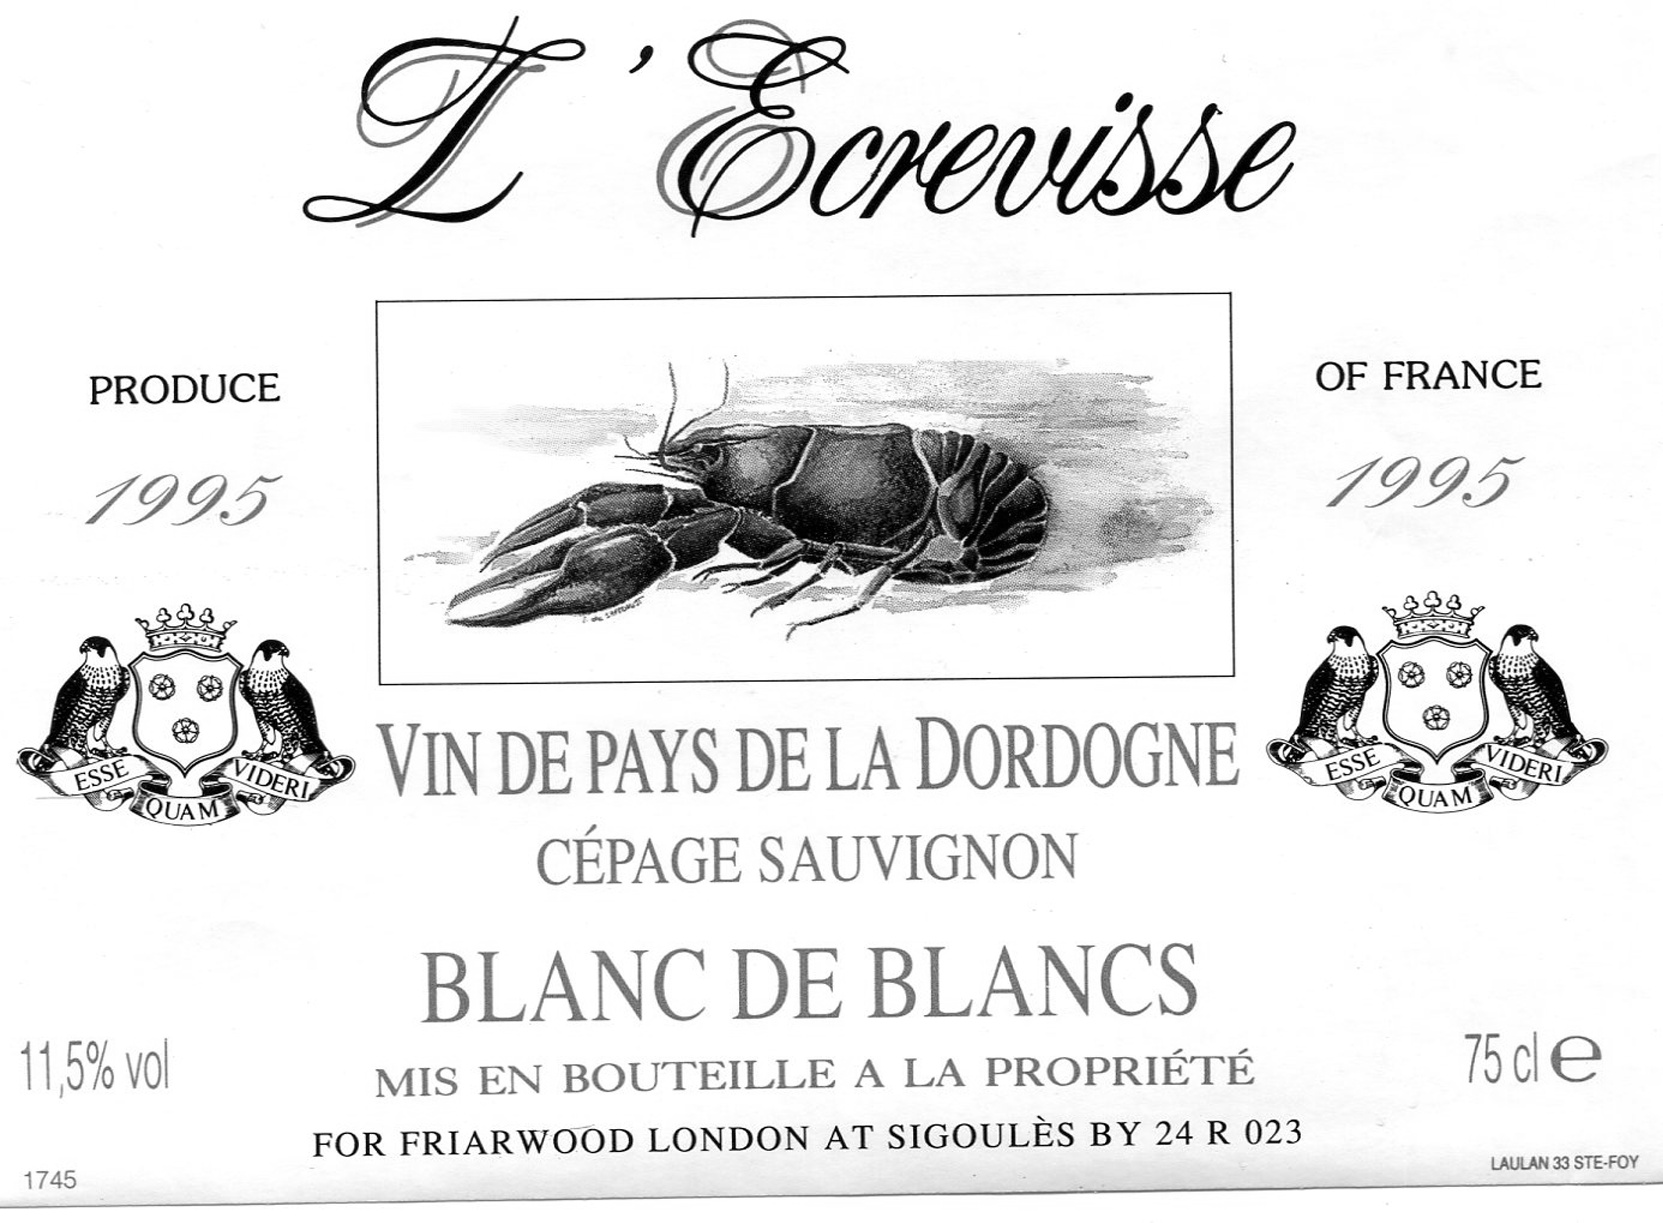 L'Ecrevisse
PRODUCE
OF FRANCE
1995
1995
ESSE QUAM VIDERI
ESSE QUAM VIDERI
VIN DE PAYS DE LA DORDOGNE
CÉPAGE SAUVIGNON
BLANC DE BLANCS
11,5% vol
75 cl e
MIS EN BOUTEILLE A LA PROPRIÉTÉ
FOR FRIARWOOD LONDON AT SIGOULÈS BY 24 R 023
1745
LAULAN 33 STE-FOY